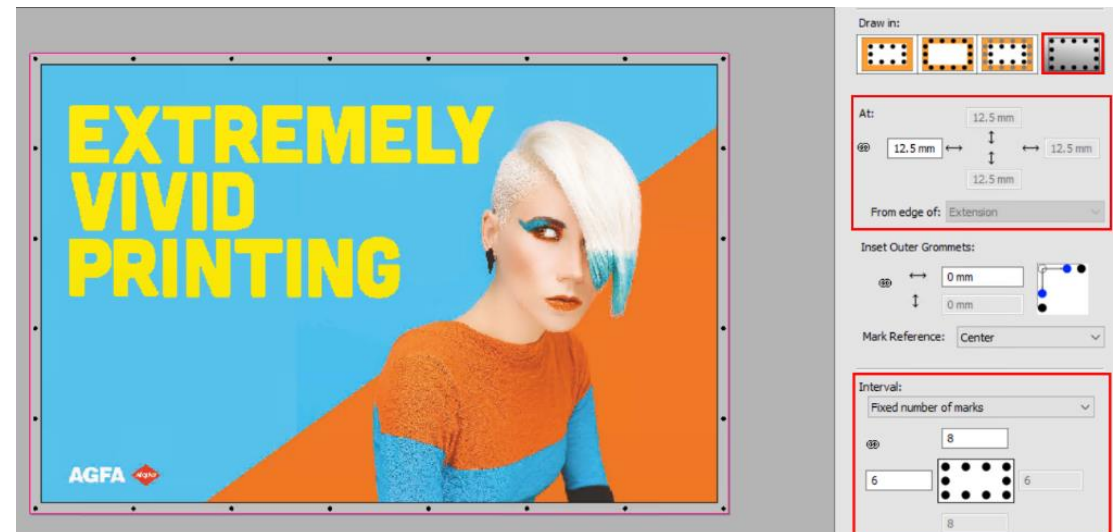 EXTREMELY
VIVID
PRINTING
AGFA
Draw in:
At:
12.5 mm
12.5 mm
12.5 mm
12.5 mm
From edge of: Extension
Inset Outer Grommets:
0 mm
0 mm
Mark Reference: Center
Interval:
Fixed number of marks
8
6
6
8